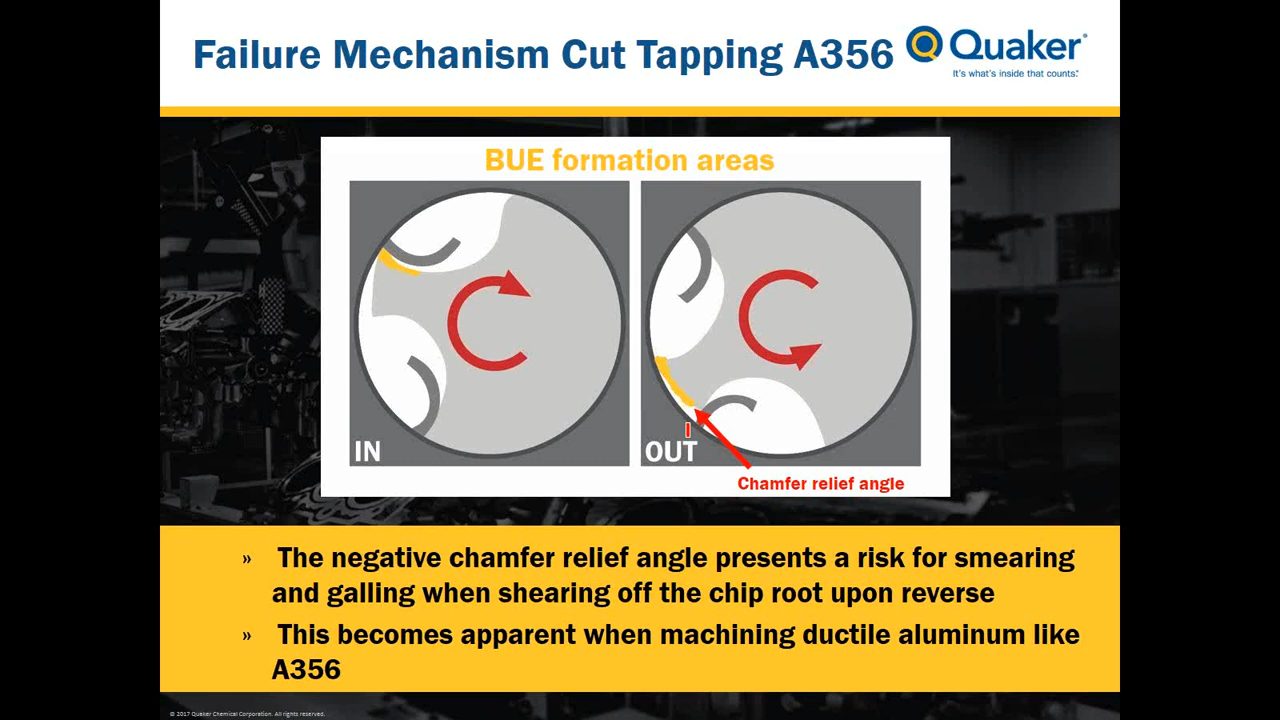 Failure Mechanism Cut Tapping A356
Quaker®
It's what's inside that counts.®
BUE formation areas
IN
OUT
Chamfer relief angle
» The negative chamfer relief angle presents a risk for smearing
and galling when shearing off the chip root upon reverse
» This becomes apparent when machining ductile aluminum like
A356
© 2017 Quaker Chemical Corporation. All rights reserved.